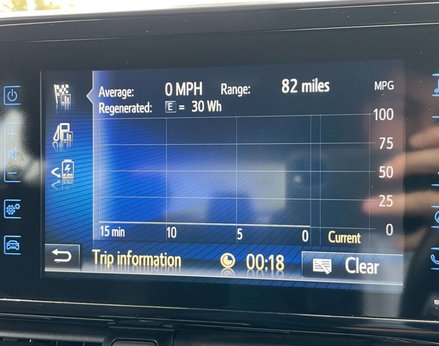 Average: 0 MPH Range: 82 miles MPG
Regenerated: E = 30 Wh
100
75
50
25
0
15 min 10 5 0 Current
Trip information 00:18 Clear